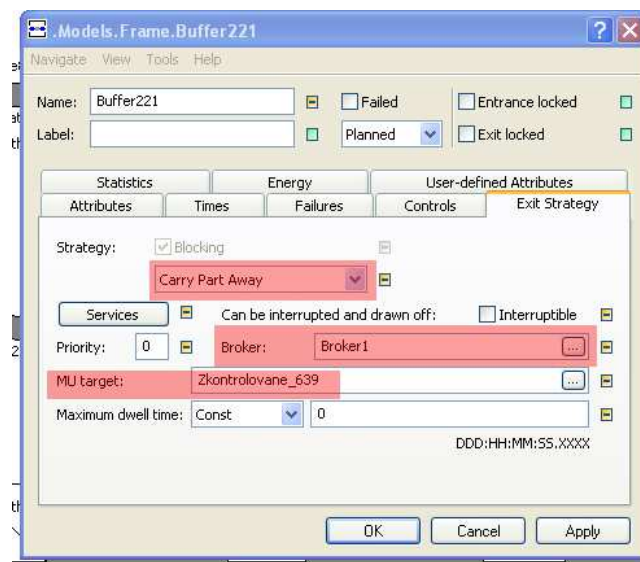 .Models.Frame.Buffer221
Navigate View Tools Help
Name: Buffer221 Failed Entrance locked
Label: Planned Exit locked
Statistics Energy User-defined Attributes
Attributes Times Failures Controls Exit Strategy
Strategy: Blocking
Carry Part Away
Services Can be interrupted and drawn off: Interruptible
Priority: 0 Broker: Broker1 ...
MU target: Zkontrolovane_639 ...
Maximum dwell time: Const 0
DDD:HH:MM:SS.XXXX
OK Cancel Apply